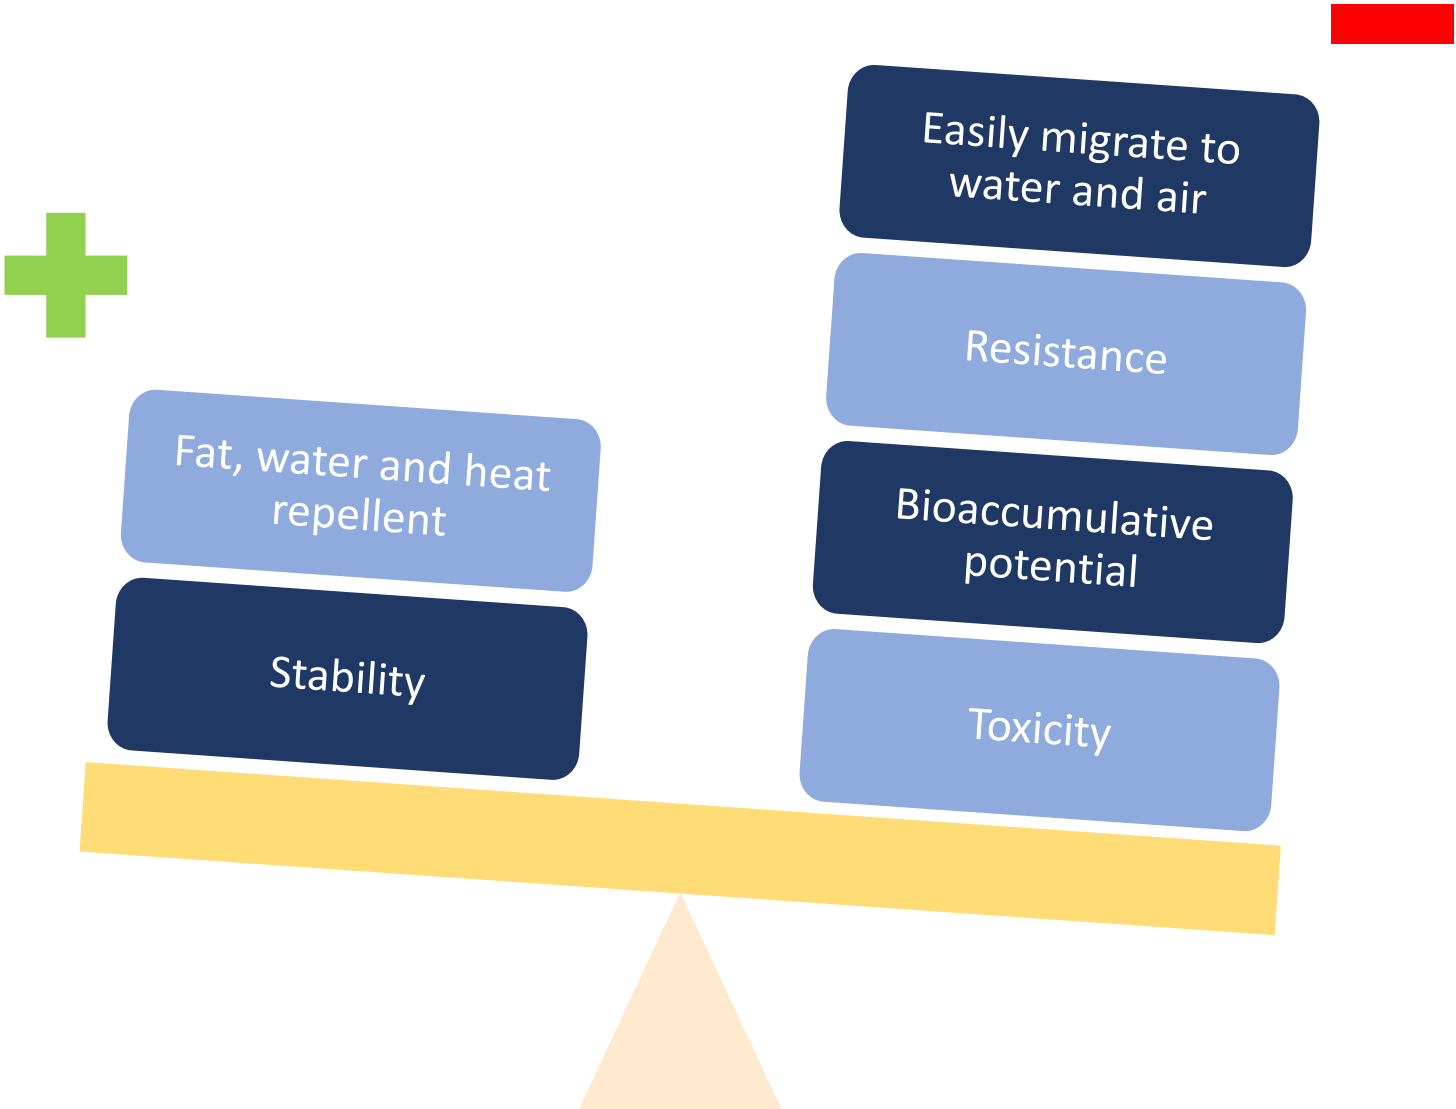 Fat, water and heat
repellent
Stability
Easily migrate to
water and air
Resistance
Bioaccumulative
potential
Toxicity